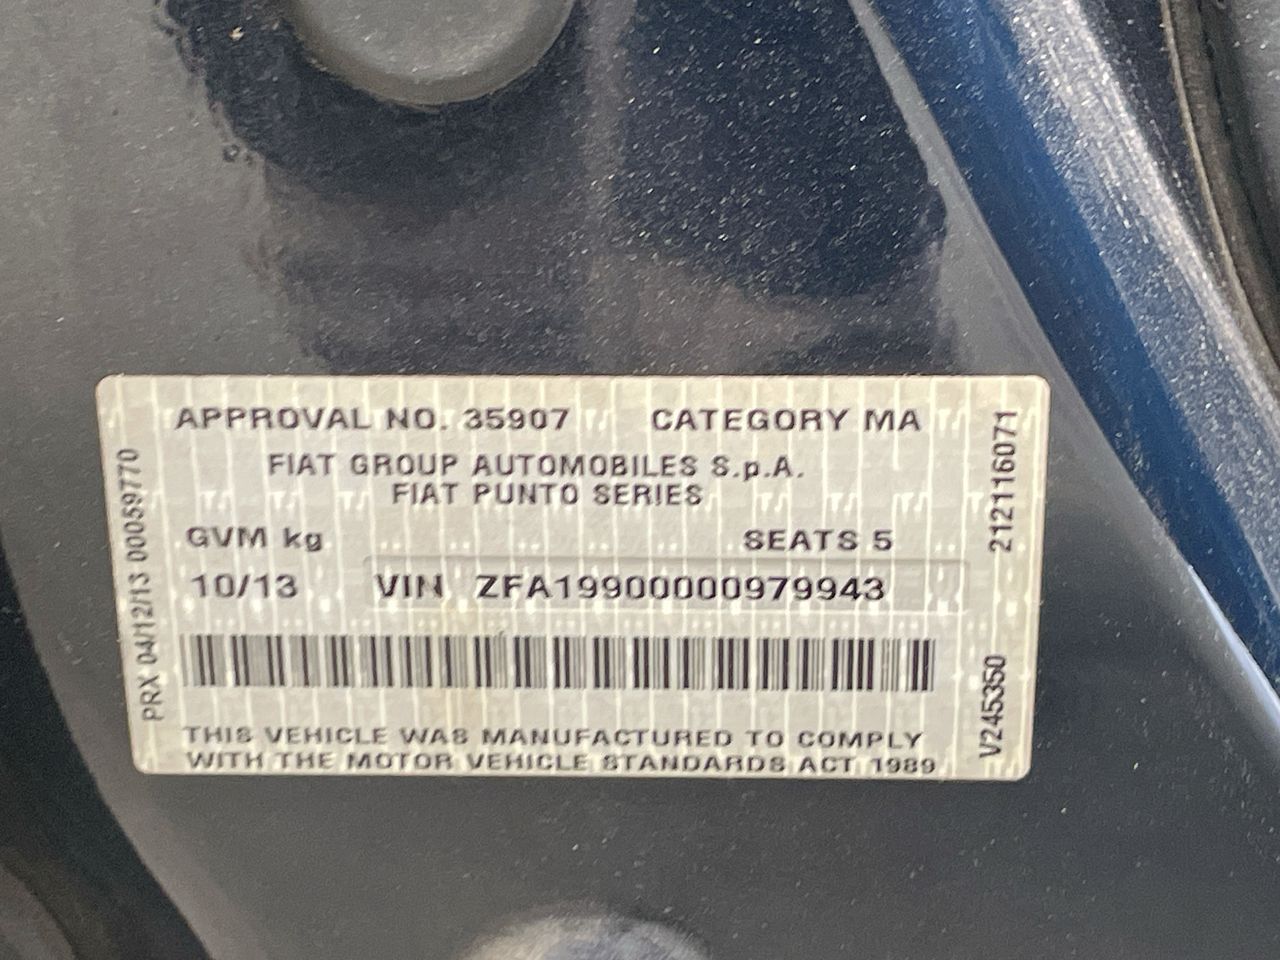 APPROVAL NO. 35907 CATEGORY MA
FIAT GROUP AUTOMOBILES S.p.A.
FIAT PUNTO SERIES
GVM kg SEATS 5
10/13 VIN ZFA19900000979943
THIS VEHICLE WAS MANUFACTURED TO COMPLY
WITH THE MOTOR VEHICLE STANDARDS ACT 1989
PRX 04/12/13 00059770
212116071
V245350